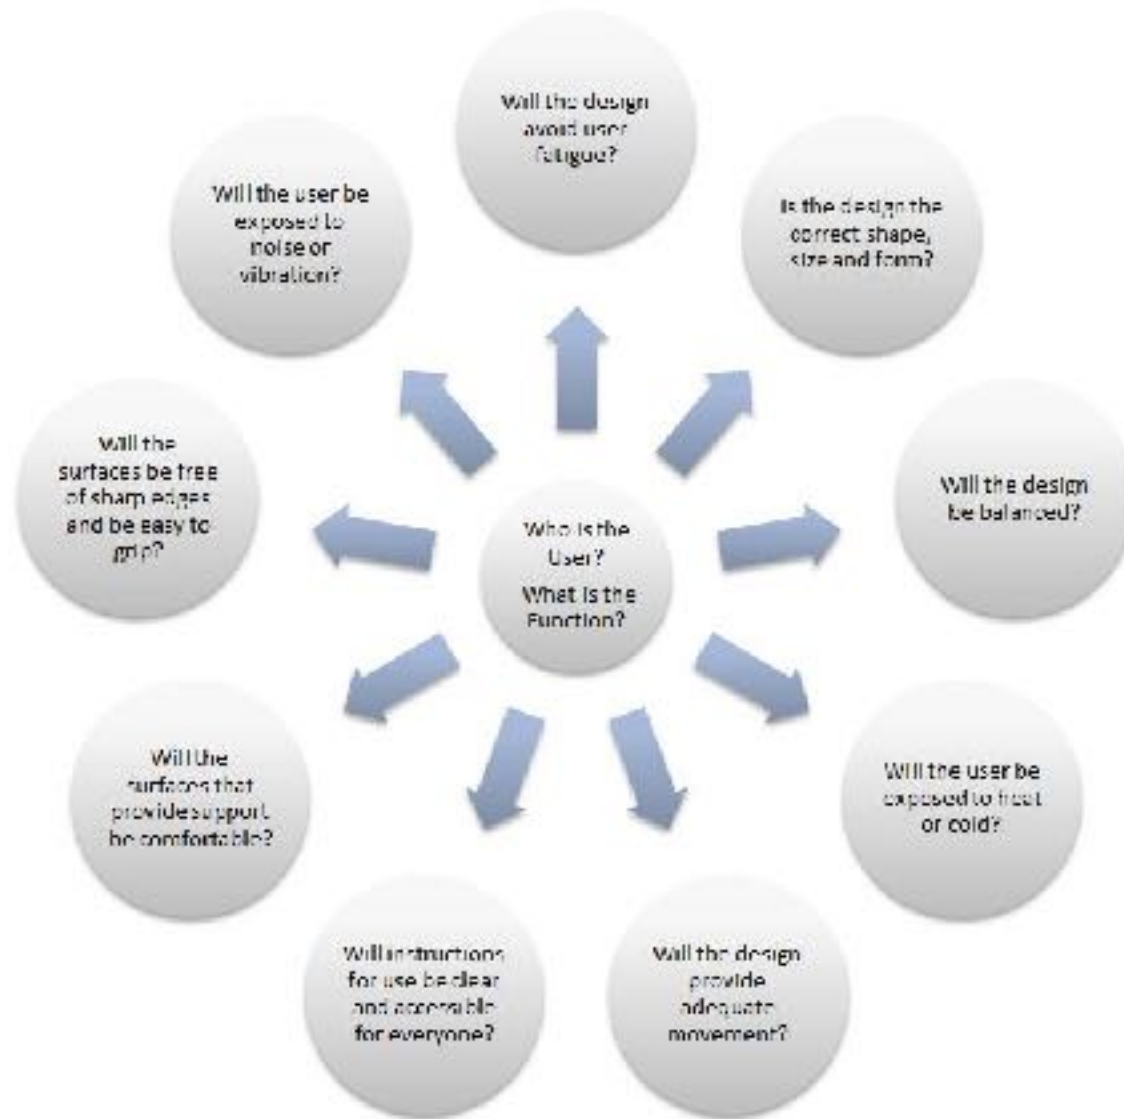 Will the design
avoid user
fatigue?
Is the design the
correct shape,
size and form?
Will the design
be balanced?
Will the user be
exposed to heat
or cold?
Will the design
provide
adequate
movement?
Will instructions
for use be clear
and accessible
for everyone?
Will the
surfaces that
provide support
be comfortable?
Will the
surfaces be free
of sharp edges
and be easy to
grip?
Will the user be
exposed to
noise or
vibration?
Who is the
User?
What is the
Function?